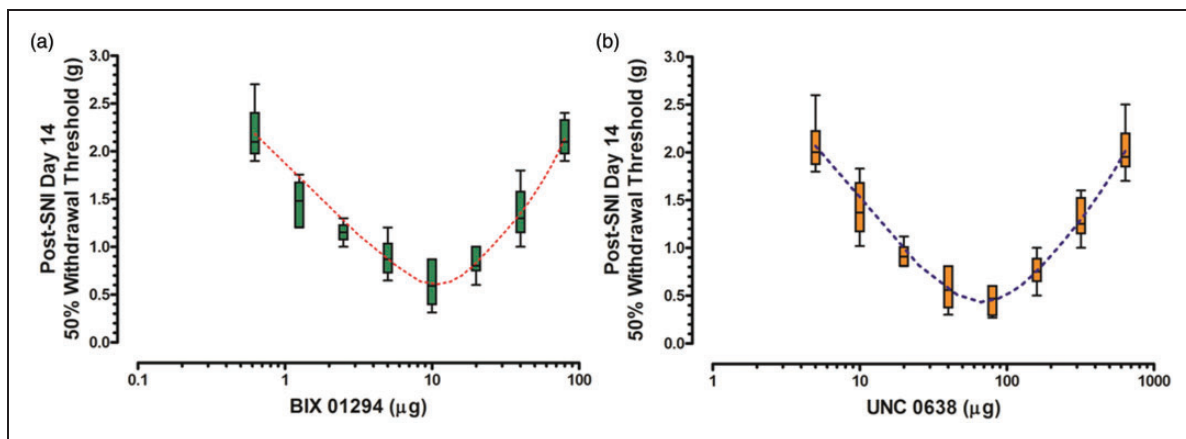 (a)
Post-SNI Day 14
50% Withdrawal Threshold (g)
3.0
2.5
2.0
1.5
1.0
0.5
0.0
0.1
1
10
100
BIX 01294 (μg)
(b)
Post-SNI Day 14
50% Withdrawal Threshold (g)
3.0
2.5
2.0
1.5
1.0
0.5
0.0
1
10
100
1000
UNC 0638 (μg)